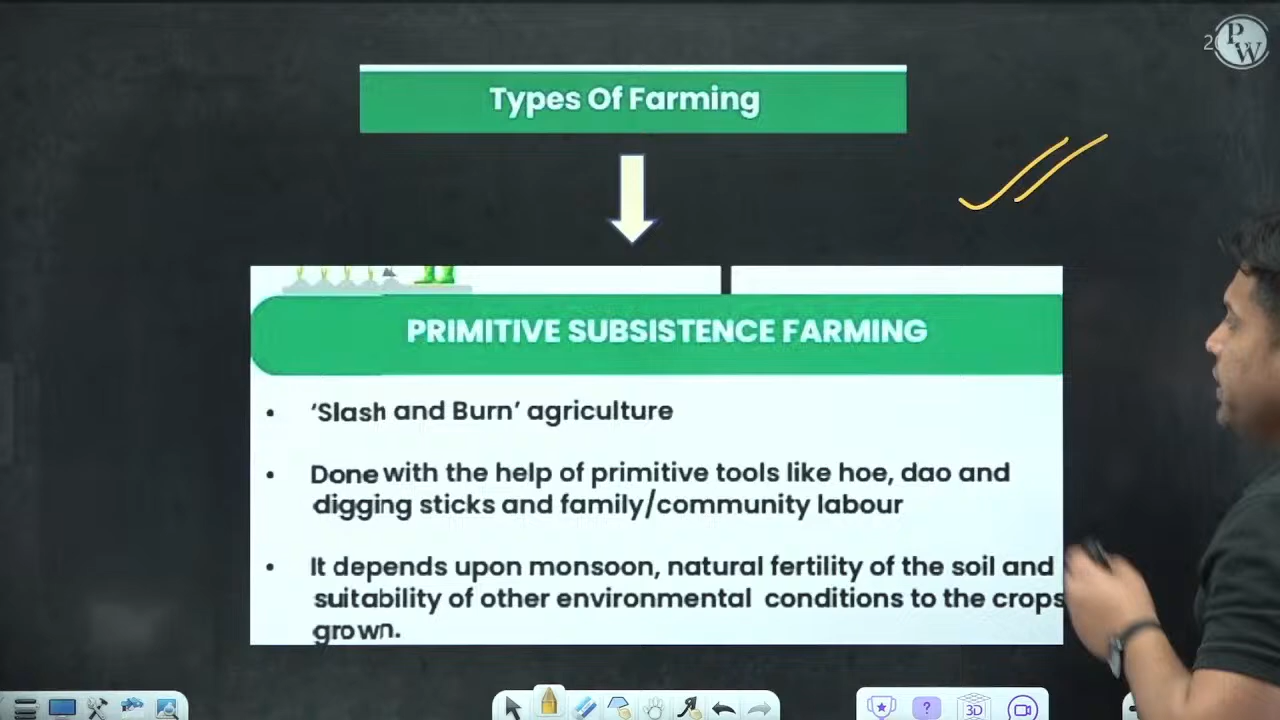 PW
2
Types Of Farming
PRIMITIVE SUBSISTENCE FARMING
• 'Slash and Burn' agriculture
• Done with the help of primitive tools like hoe, dao and
digging sticks and family/community labour
• It depends upon monsoon, natural fertility of the soil and
suitability of other environmental conditions to the crops
grown.
?
3D